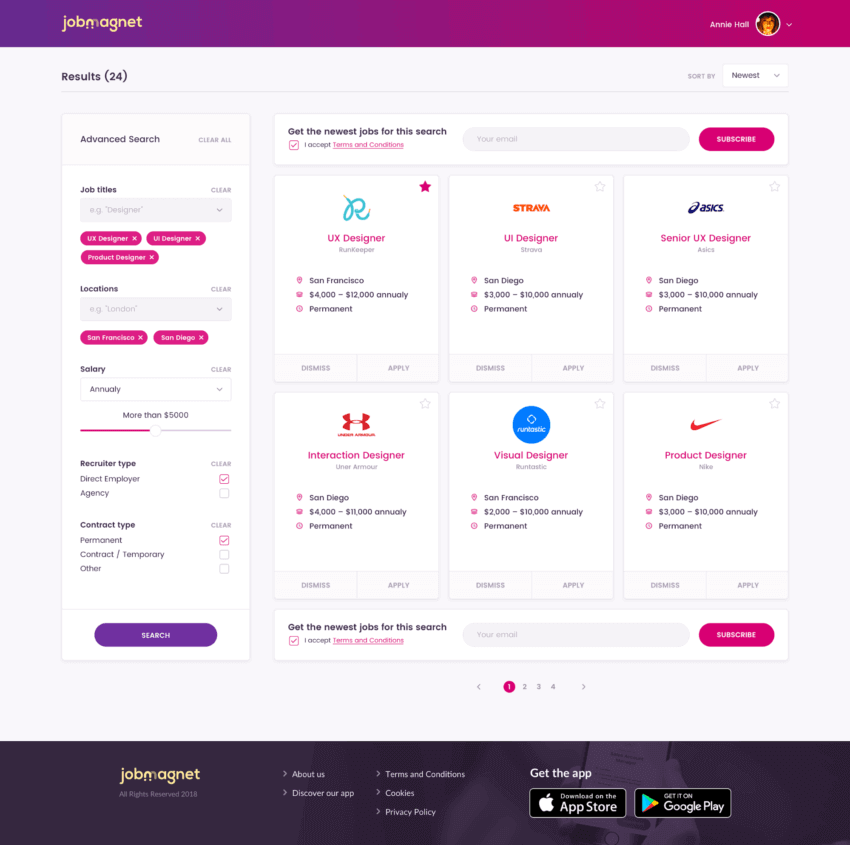 jobmagnet
Annie Hall
Results (24)
SORT BY
Newest
Advanced Search
CLEAR ALL
Job titles
CLEAR
e.g. "Designer"
UX Designer ×
UI Designer ×
Product Designer ×
Locations
CLEAR
e.g. "London"
San Francisco ×
San Diego ×
Salary
CLEAR
Annualy
More than $5000
Recruiter type
CLEAR
Direct Employer
Agency
Contract type
CLEAR
Permanent
Contract / Temporary
Other
SEARCH
Get the newest jobs for this search
I accept Terms and Conditions
Your email
SUBSCRIBE
UX Designer
RunKeeper
San Francisco
$4,000 – $12,000 annualy
Permanent
DISMISS
APPLY
STRAVA
UI Designer
Strava
San Diego
$3,000 – $10,000 annualy
Permanent
DISMISS
APPLY
asics
Senior UX Designer
Asics
San Diego
$3,000 – $10,000 annualy
Permanent
DISMISS
APPLY
UNDER ARMOUR
Interaction Designer
Uner Armour
San Diego
$4,000 – $11,000 annualy
Permanent
DISMISS
APPLY
runtastic
Visual Designer
Runtastic
San Francisco
$2,000 – $10,000 annualy
Permanent
DISMISS
APPLY
Product Designer
Nike
San Diego
$3,000 – $10,000 annualy
Permanent
DISMISS
APPLY
Get the newest jobs for this search
I accept Terms and Conditions
Your email
SUBSCRIBE
1 2 3 4
jobmagnet
All Rights Reserved 2018
About us
Discover our app
Terms and Conditions
Cookies
Privacy Policy
Get the app
Download on the
App Store
GET IT ON
Google Play